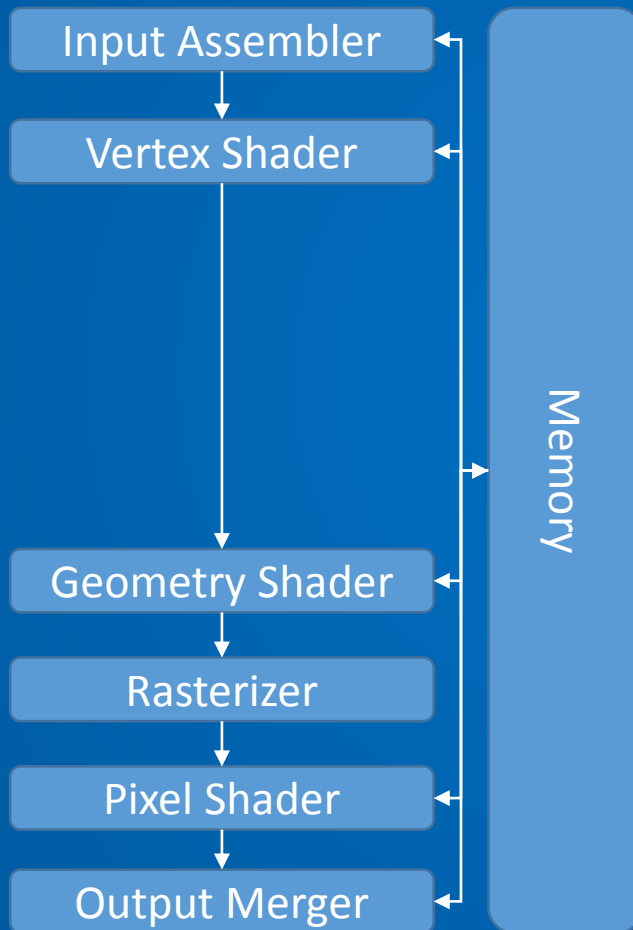 Input Assembler
Vertex Shader
Geometry Shader
Rasterizer
Pixel Shader
Output Merger
Memory